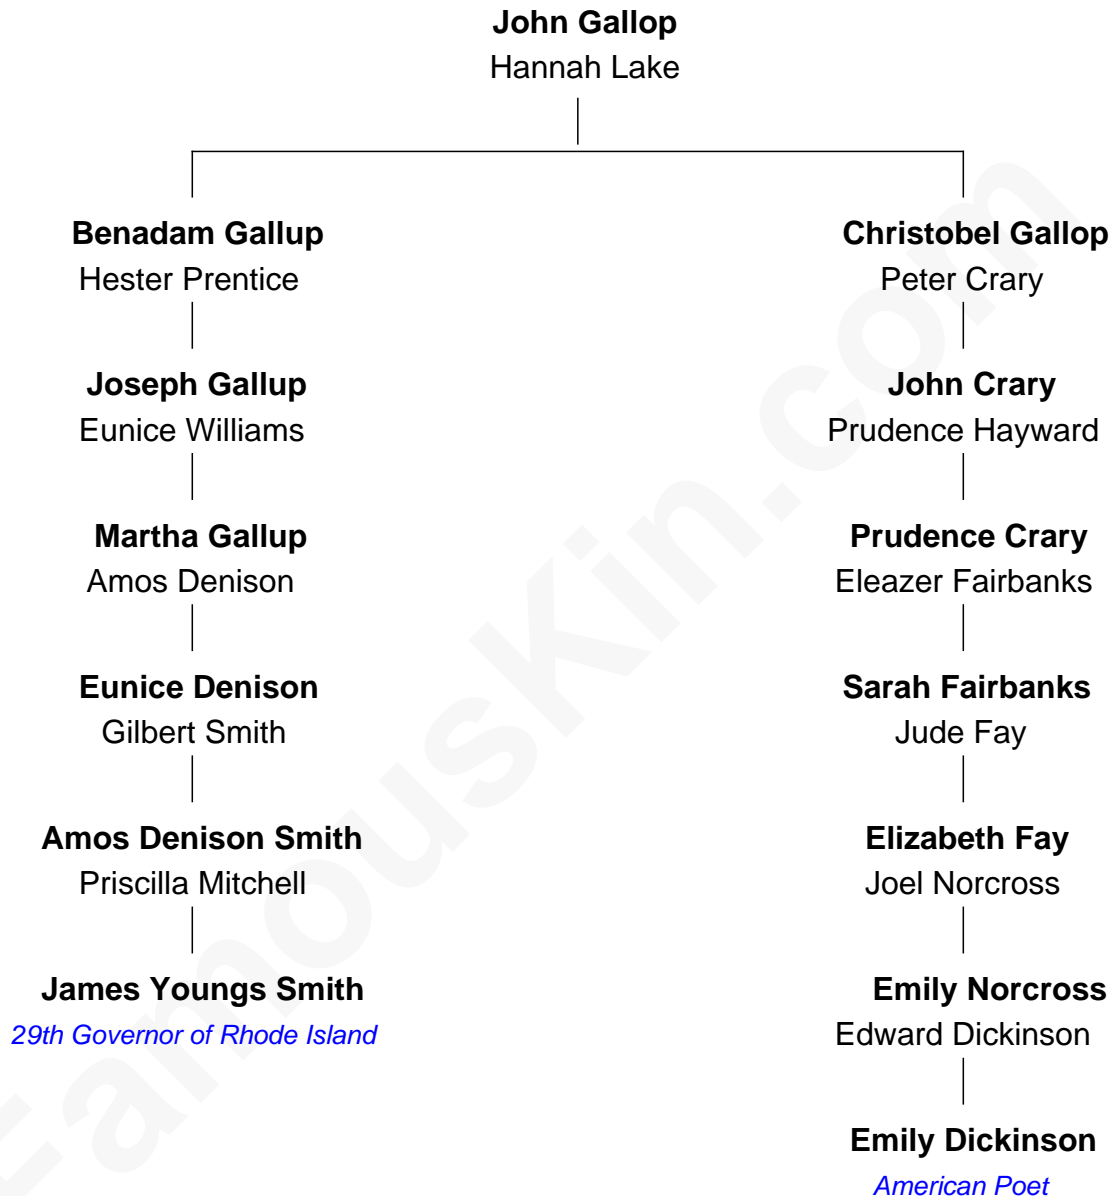 John Gallop
Hannah Lake
Benadam Gallup
Hester Prentice
Christobel Gallop
Peter Crary
Joseph Gallup
Eunice Williams
John Crary
Prudence Hayward
Martha Gallup
Amos Denison
Prudence Crary
Eleazer Fairbanks
Eunice Denison
Gilbert Smith
Sarah Fairbanks
Jude Fay
Amos Denison Smith
Priscilla Mitchell
Elizabeth Fay
Joel Norcross
James Youngs Smith
29th Governor of Rhode Island
Emily Norcross
Edward Dickinson
Emily Dickinson
American Poet
FamousKin.com